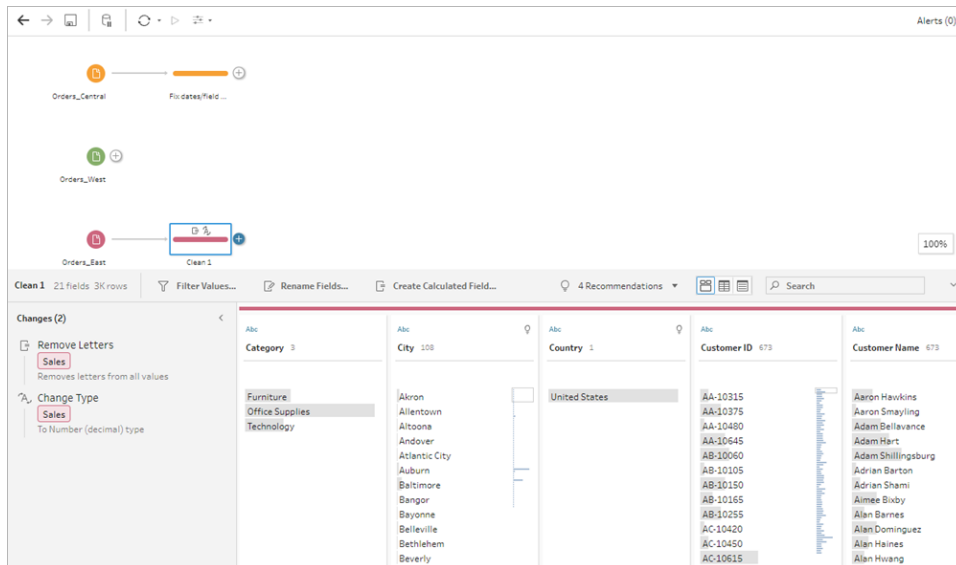 Alerts (0)
Orders_Central
Fix dates/field ...
Orders_West
Orders_East
Clean 1
100%
Clean 1 21 fields 3K rows
Filter Values...
Rename Fields...
Create Calculated Field...
4 Recommendations
Search
Changes (2)
Remove Letters
Sales
Removes letters from all values
Change Type
Sales
To Number (decimal) type
Abc
Category 3
Furniture
Office Supplies
Technology
Abc
City 108
Akron
Allentown
Altoona
Andover
Atlantic City
Auburn
Baltimore
Bangor
Bayonne
Belleville
Bethlehem
Beverly
Abc
Country 1
United States
Abc
Customer ID 673
AA-10315
AA-10375
AA-10480
AA-10645
AB-10060
AB-10105
AB-10150
AB-10165
AB-10255
AC-10420
AC-10450
AC-10615
Abc
Customer Name 673
Aaron Hawkins
Aaron Smayling
Adam Bellavance
Adam Hart
Adam Shillingsburg
Adrian Barton
Adrian Shami
Aimee Bixby
Alan Barnes
Alan Dominguez
Alan Haines
Alan Hwang